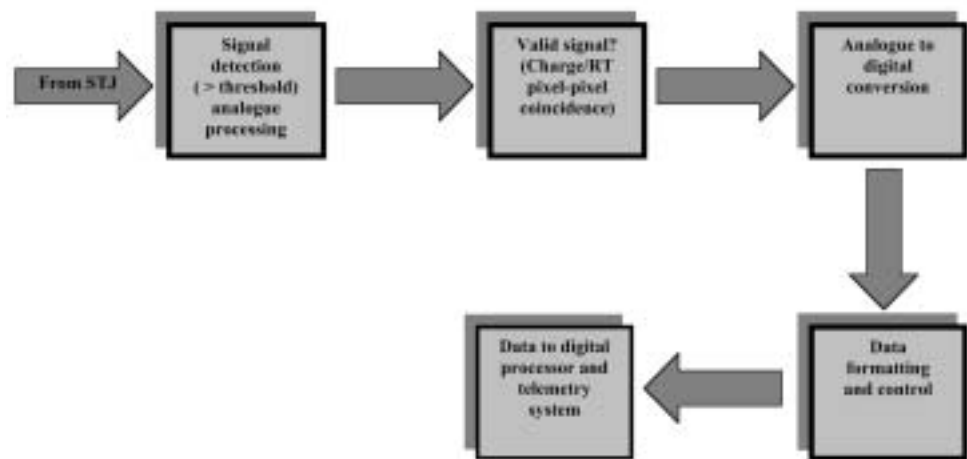 From STJ
Signal
detection
( > threshold)
analogue
processing
Valid signal?
(Charge/RT
pixel-pixel
coincidence)
Analogue to
digital
conversion
Data
formatting
and control
Data to digital
processor and
telemetry
system